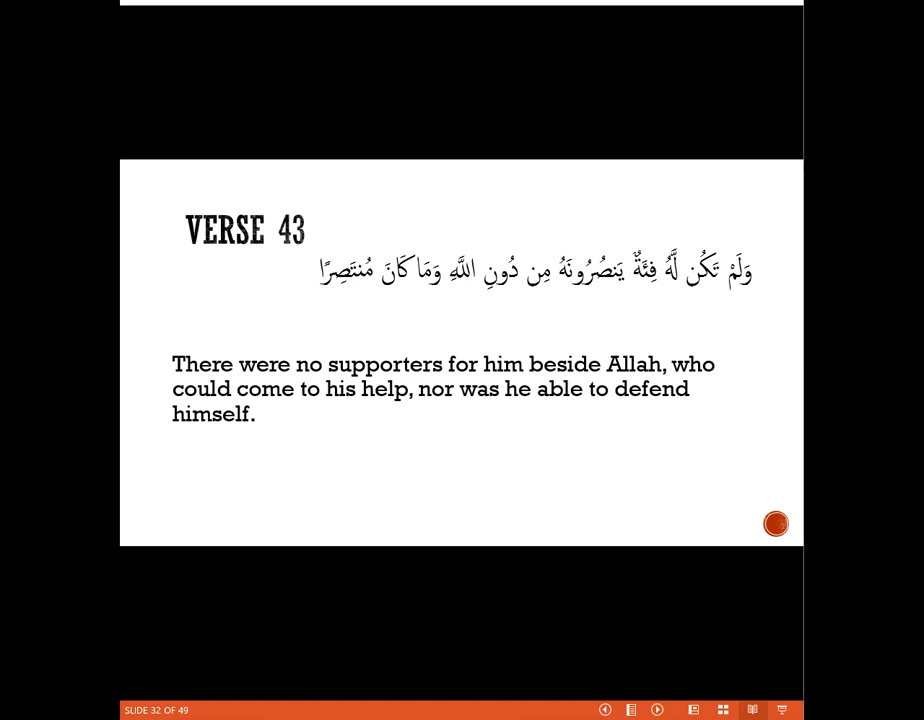 VERSE 43
وَلَمْ تَكُن لَّهُ فِئَةٌ يَنصُرُونَهُ مِن دُونِ اللَّهِ وَمَا كَانَ مُنتَصِرًا
There were no supporters for him beside Allah, who
could come to his help, nor was he able to defend
himself.
SLIDE 32 OF 49